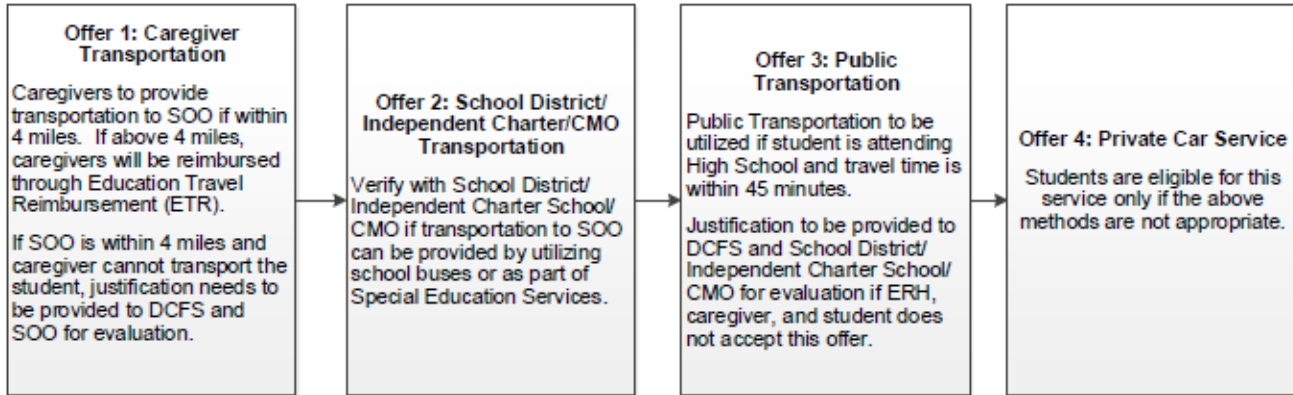 Offer 1: Caregiver
Transportation
Caregivers to provide
transportation to SOO if within
4 miles.  If above 4 miles,
caregivers will be reimbursed
through Education Travel
Reimbursement (ETR).
If SOO is within 4 miles and
caregiver cannot transport the
student, justification needs to
be provided to DCFS and
SOO for evaluation.
Offer 2: School District/
Independent Charter/CMO
Transportation
Verify with School District/
Independent Charter School/
CMO if transportation to SOO
can be provided by utilizing
school buses or as part of
Special Education Services.
Offer 3: Public
Transportation
Public Transportation to be
utilized if student is attending
High School and travel time is
within 45 minutes.
Justification to be provided to
DCFS and School District/
Independent Charter School/
CMO for evaluation if ERH,
caregiver, and student does
not accept this offer.
Offer 4: Private Car Service
Students are eligible for this
service only if the above
methods are not appropriate.